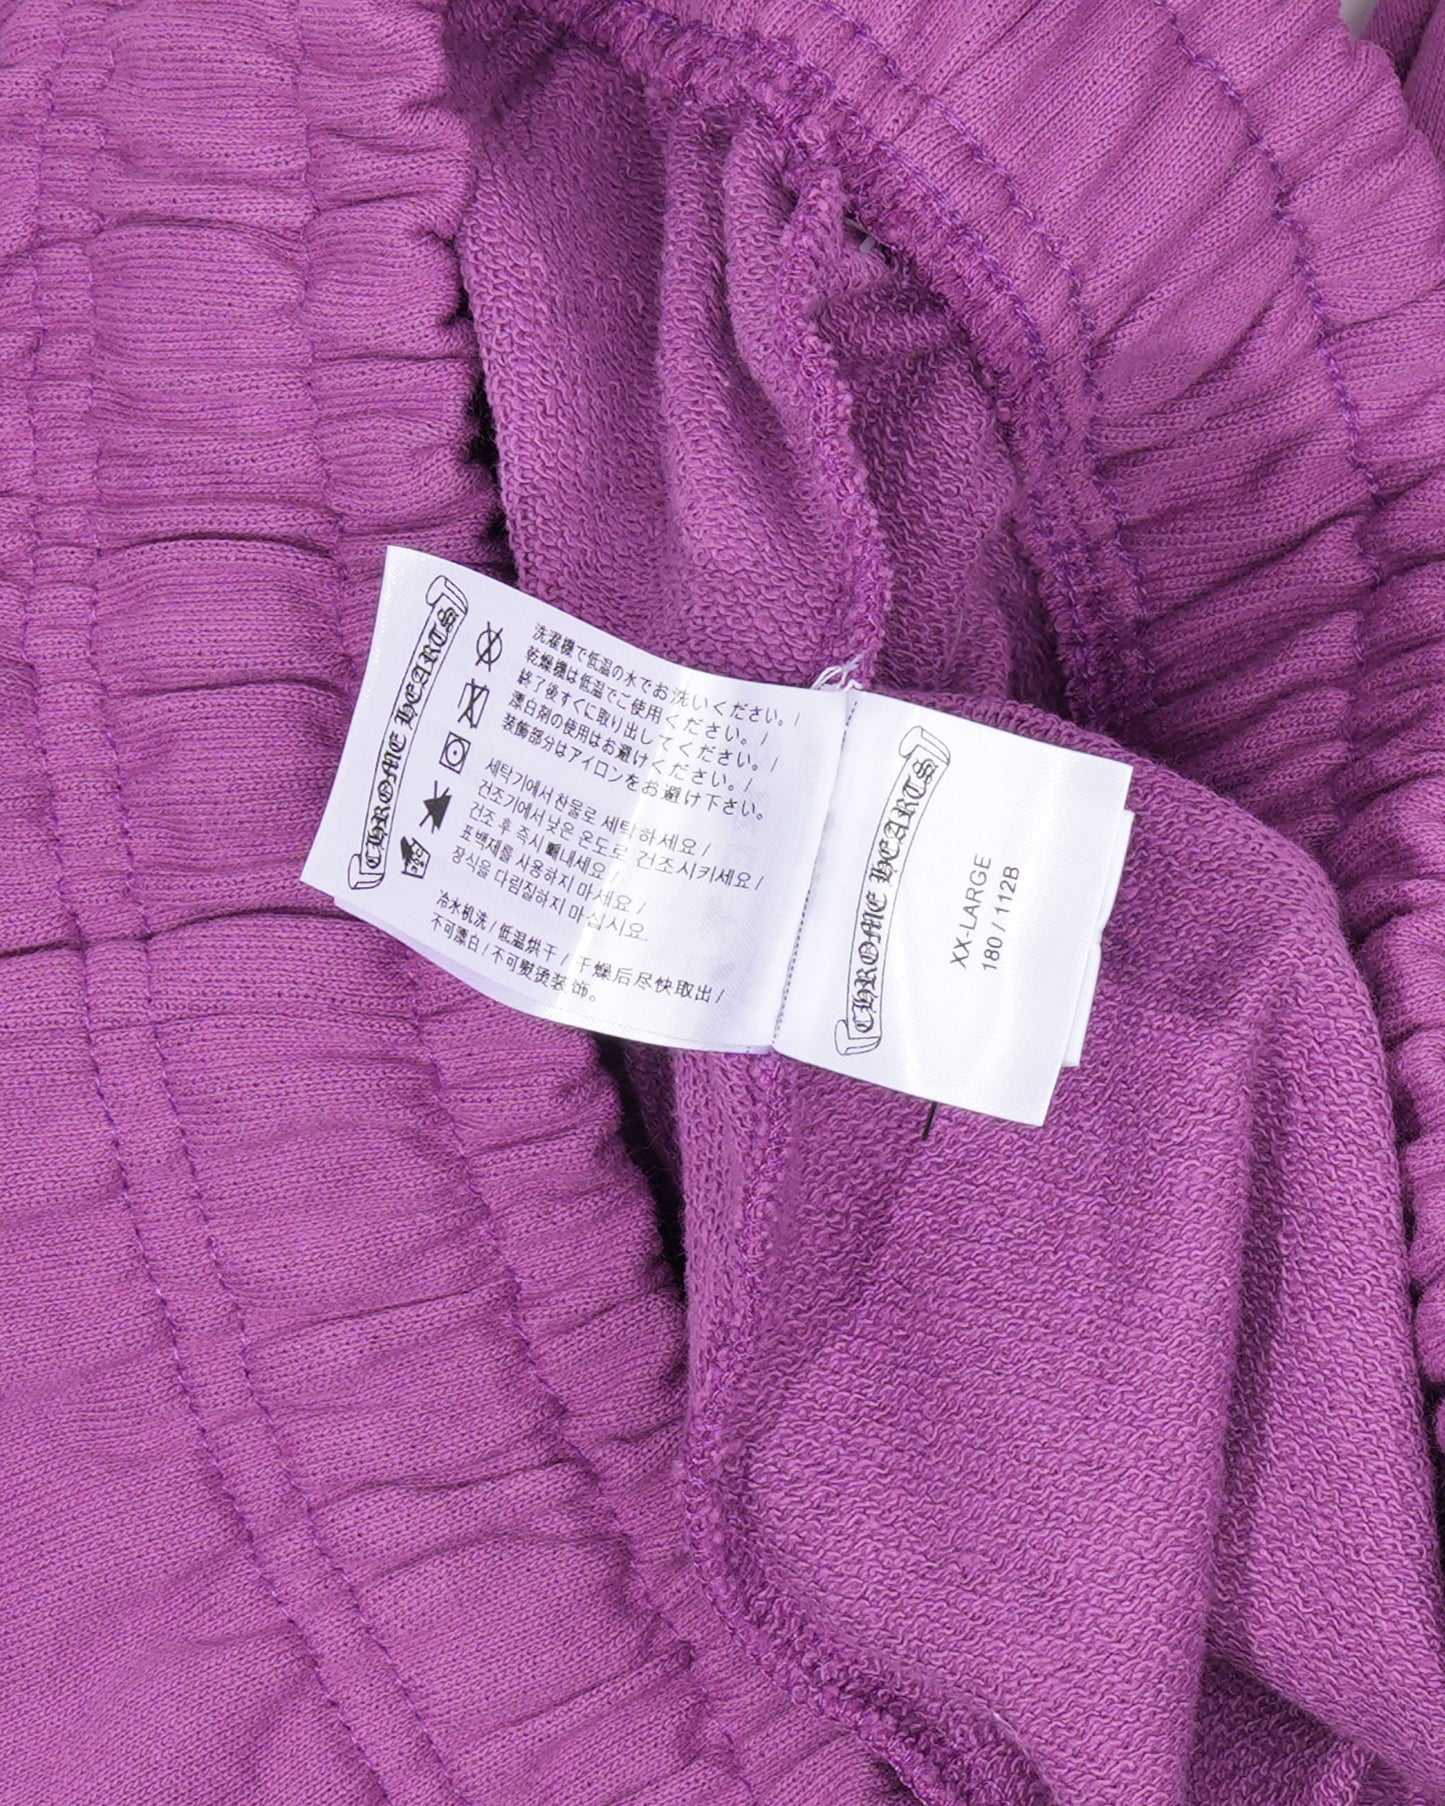 CHROME HEARTS
洗濯機で低温の水でお洗いください。/
乾燥機は低温でご使用ください。/
終了後すぐに取り出してください。/
漂白剤の使用はお避けください。/
装飾部分はアイロンをお避け下さい。
세탁기에서 찬물로 세탁하세요 /
건조기에서 낮은 온도로 건조시키세요 /
건조 후 즉시 빼내세요 /
표백제를 사용하지 마세요 /
장식을 다림질하지 마십시요.
冷水机洗 / 低温烘干 / 干燥后尽快取出 /
不可漂白 / 不可熨烫装饰。
CHROME HEARTS
XX-LARGE
180 / 112B